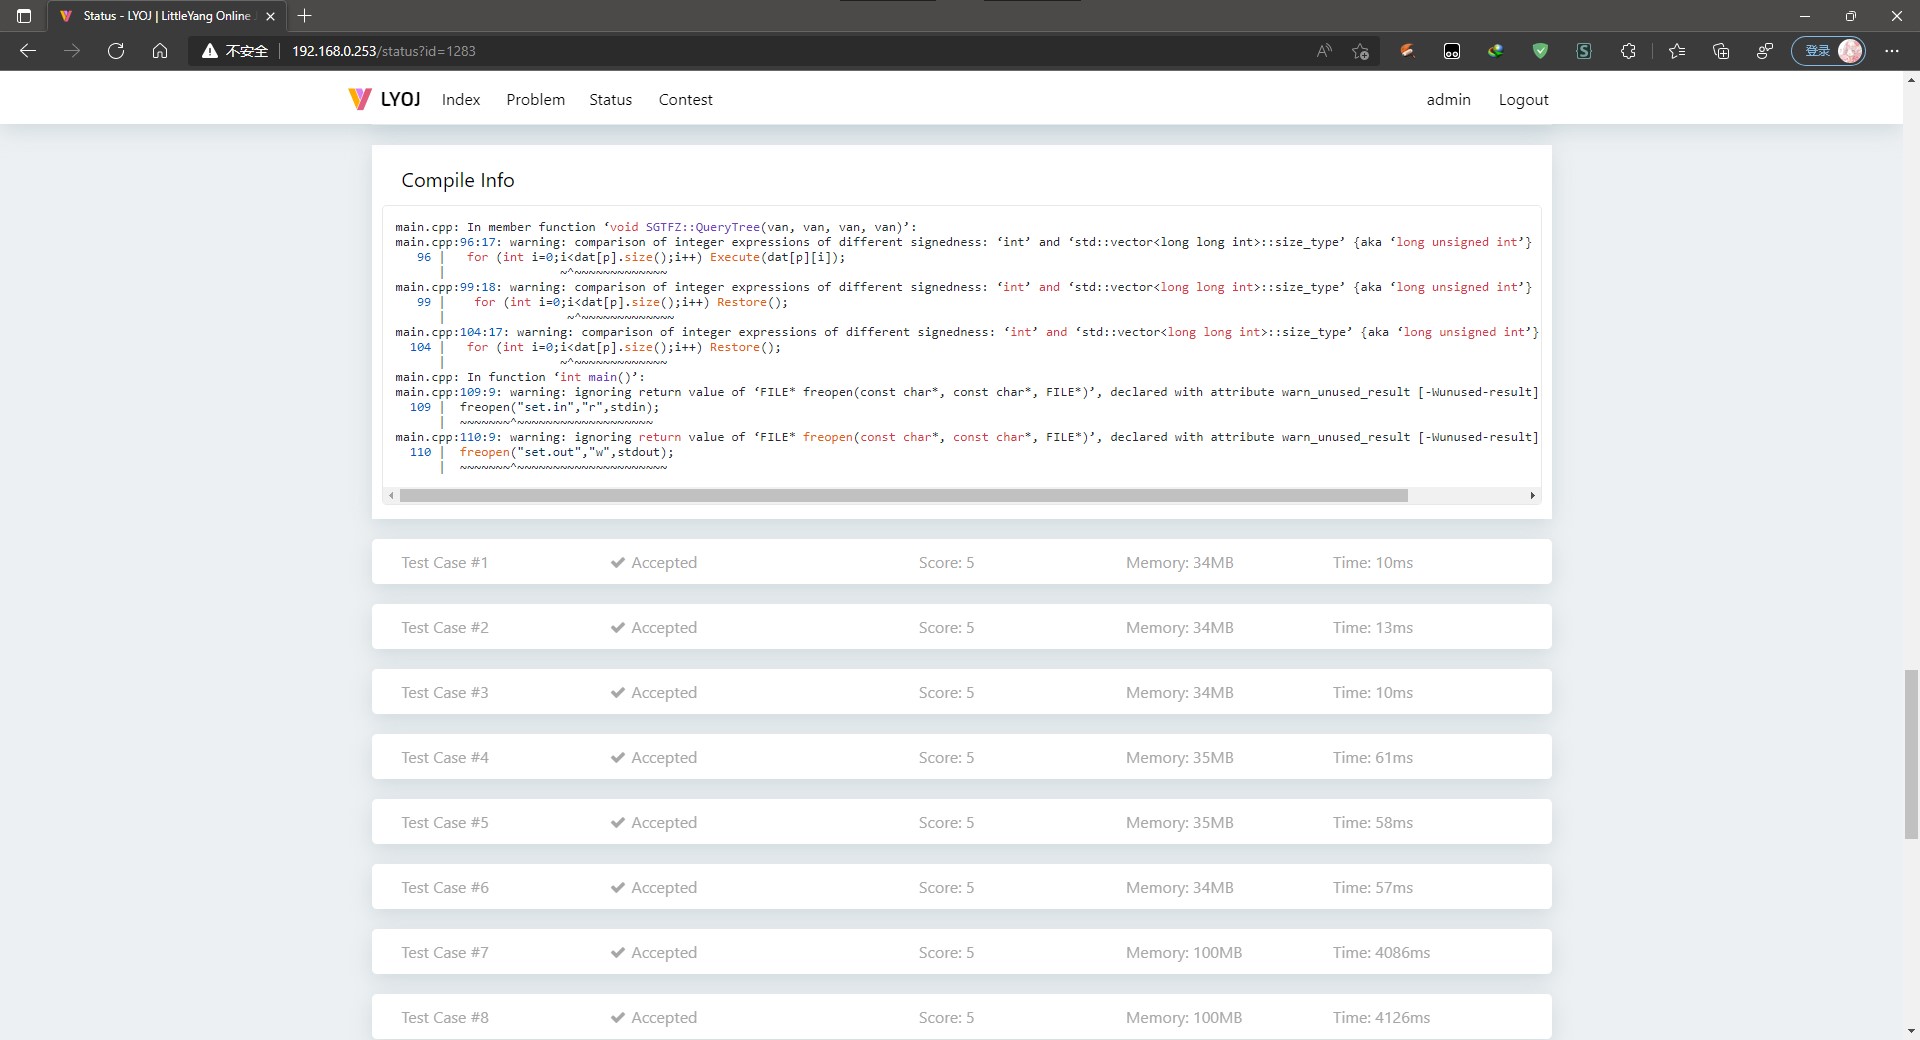 Status - LYOJ | LittleYang Online
不安全
192.168.0.253/status?id=1283
登录
LYOJ
Index
Problem
Status
Contest
admin
Logout
Compile Info
main.cpp: In member function ‘void SGTFZ::QueryTree(van, van, van, van)’:
main.cpp:96:17: warning: comparison of integer expressions of different signedness: ‘int’ and ‘std::vector<long long int>::size_type’ {aka ‘long unsigned int’}
96 |   for (int i=0;i<dat[p].size();i++) Execute(dat[p][i]);
|                ~^~~~~~~~~~~~~~
main.cpp:99:18: warning: comparison of integer expressions of different signedness: ‘int’ and ‘std::vector<long long int>::size_type’ {aka ‘long unsigned int’}
99 |    for (int i=0;i<dat[p].size();i++) Restore();
|                 ~^~~~~~~~~~~~~~
main.cpp:104:17: warning: comparison of integer expressions of different signedness: ‘int’ and ‘std::vector<long long int>::size_type’ {aka ‘long unsigned int’}
104 |   for (int i=0;i<dat[p].size();i++) Restore();
|                ~^~~~~~~~~~~~~~
main.cpp: In function ‘int main()’:
main.cpp:109:9: warning: ignoring return value of ‘FILE* freopen(const char*, const char*, FILE*)’, declared with attribute warn_unused_result [-Wunused-result]
109 |  freopen("set.in","r",stdin);
|  ~~~~~~~^~~~~~~~~~~~~~~~~~~~
main.cpp:110:9: warning: ignoring return value of ‘FILE* freopen(const char*, const char*, FILE*)’, declared with attribute warn_unused_result [-Wunused-result]
110 |  freopen("set.out","w",stdout);
|  ~~~~~~~^~~~~~~~~~~~~~~~~~~~~~
Test Case #1 Accepted Score: 5 Memory: 34MB Time: 10ms
Test Case #2 Accepted Score: 5 Memory: 34MB Time: 13ms
Test Case #3 Accepted Score: 5 Memory: 34MB Time: 10ms
Test Case #4 Accepted Score: 5 Memory: 35MB Time: 61ms
Test Case #5 Accepted Score: 5 Memory: 35MB Time: 58ms
Test Case #6 Accepted Score: 5 Memory: 34MB Time: 57ms
Test Case #7 Accepted Score: 5 Memory: 100MB Time: 4086ms
Test Case #8 Accepted Score: 5 Memory: 100MB Time: 4126ms